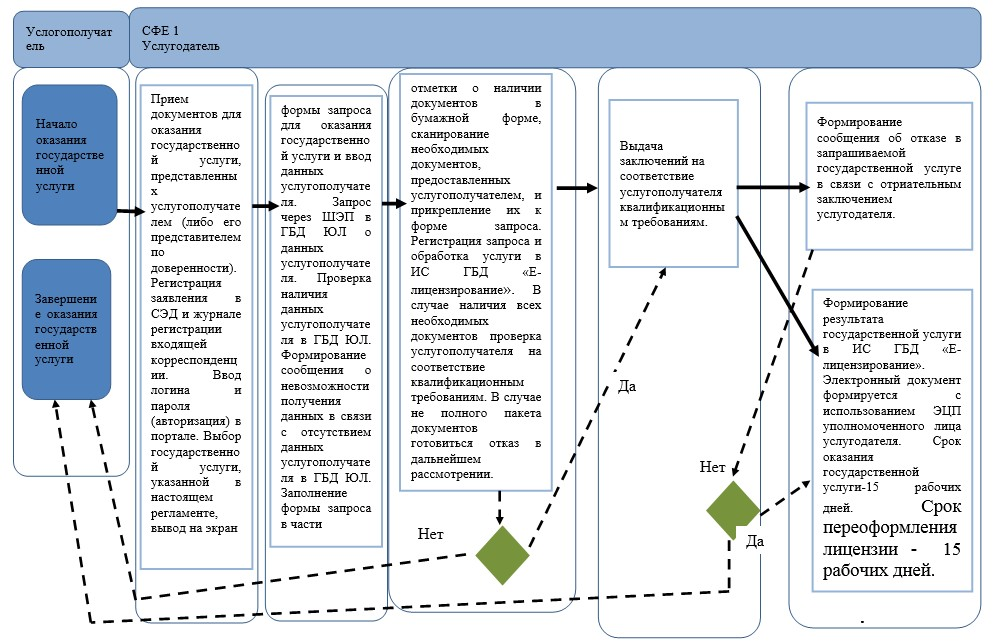 Услогополучат
ель
СФЕ 1
Услугодатель
Начало
оказания
государстве
нной
услуги
Завершени
е оказания
государств
енной
услуги
Прием
документов для
оказания
государственно
й услуги,
представленны
х
услугополучате
лем (либо его
представителем
по
доверенности).
Регистрация
заявления в
СЭД и журнале
регистрации
входящей
корреспонденц
ии. Ввод
логина и
пароля
(авторизация) в
портале. Выбор
государственно
й услуги,
указанной в
настоящем
регламенте,
вывод на экран
формы запроса
для оказания
государственно
й услуги и ввод
данных
услугополучате
ля. Запрос
через ШЭП в
ГБД ЮЛ о
данных
услугополучате
ля. Проверка
наличия
данных
услугополучате
ля в ГБД ЮЛ.
Формирование
сообщения о
невозможности
получения
данных в связи
с отсутствием
данных
услугополучате
ля в ГБД ЮЛ.
Заполнение
формы запроса
в части
отметки о наличии
документов в
бумажной форме,
сканирование
необходимых
документов,
предоставленных
услугополучателем, и
прикрепление их к
форме запроса.
Регистрация запроса и
обработка услуги в
ИС ГБД «Е-
лицензирование». В
случае наличия всех
необходимых
документов проверка
услугополучателя на
соответствие
квалификационным
требованиям. В случае
не полного пакета
документов
готовиться отказ в
дальнейшем
рассмотрении.
Нет
Да
Выдача
заключений на
соответствие
услугополучателя
квалификационны
м требованиям.
Нет
Да
Формирование
сообщения об отказе в
запрашиваемой
государственной услуге
в связи с отриательным
заключением
услугодателя.
Формирование
результата
государственной услуги
в ИС ГБД «Е-
лицензирование».
Электронный документ
формируется с
использованием ЭЦП
уполномоченного лица
услугодателя. Срок
оказания
государственной
услуги-15 рабочих
дней. Срок
переоформления
лицензии - 15
рабочих дней.